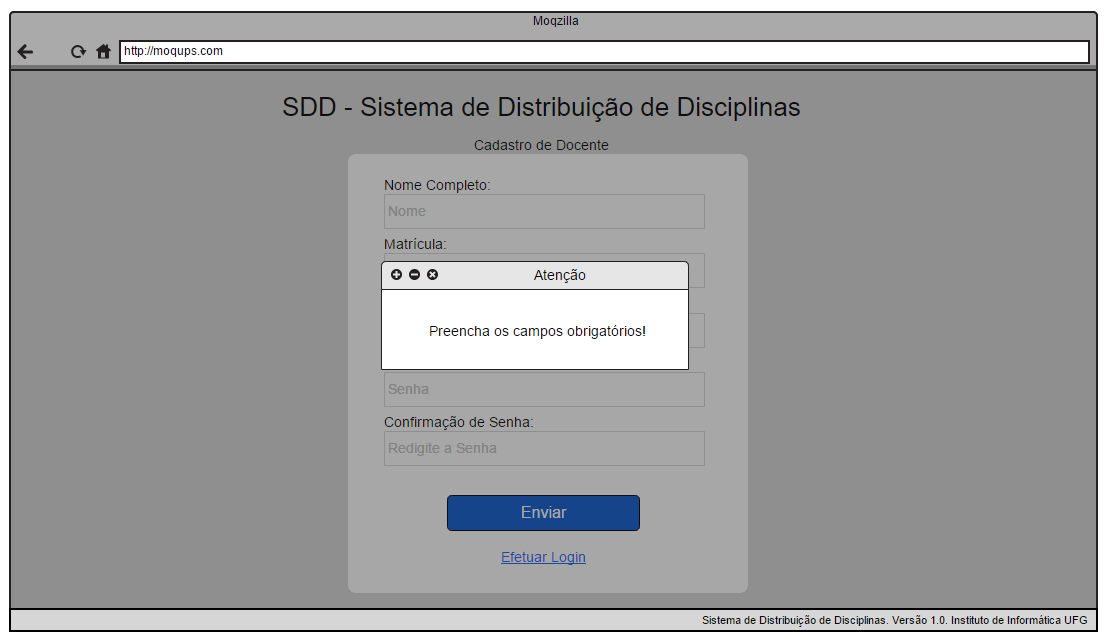 Moqzilla
http://moqups.com
SDD - Sistema de Distribuição de Disciplinas
Cadastro de Docente
Nome Completo:
Nome
Matrícula:
Atenção
Preencha os campos obrigatórios!
Senha
Confirmação de Senha:
Redigite a Senha
Enviar
Efetuar Login
Sistema de Distribuição de Disciplinas. Versão 1.0. Instituto de Informática UFG